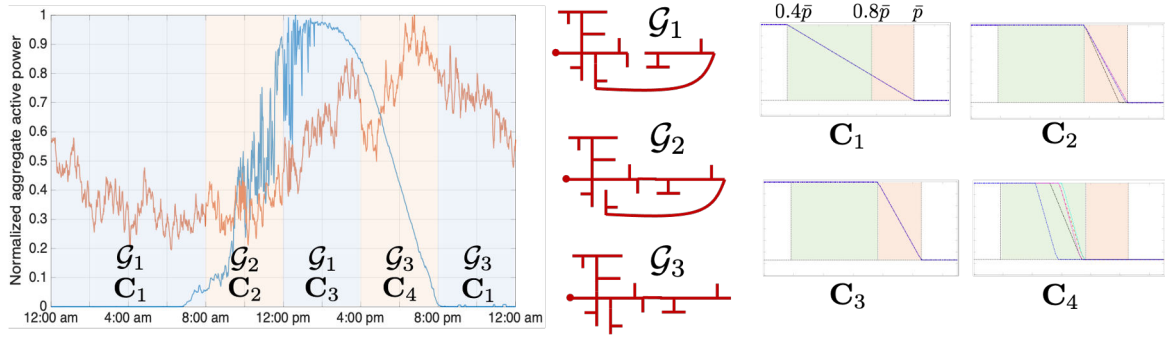 Normalized aggregate active power
1
0.9
0.8
0.7
0.6
0.5
0.4
0.3
0.2
0.1
0
𝒢₁ 𝒢₂ 𝒢₁ 𝒢₃ 𝒢₃
C₁ C₂ C₃ C₄ C₁
12:00 am 4:00 am 8:00 am 12:00 pm 4:00 pm 8:00 pm 12:00 am
𝒢₁
𝒢₂
𝒢₃
0.4p̄ 0.8p̄ p̄
C₁ C₂
C₃ C₄